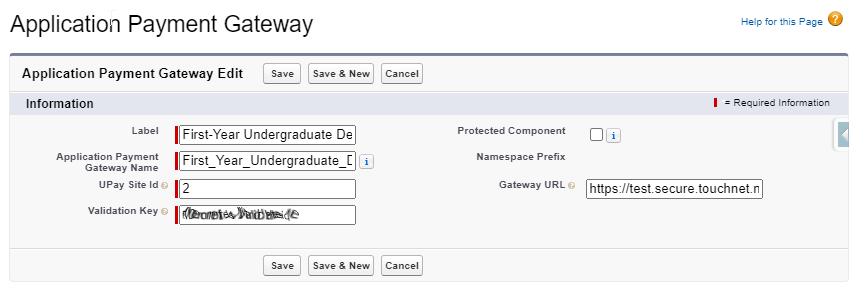 Application Payment Gateway
Help for this Page ?
Application Payment Gateway Edit Save Save & New Cancel
Information = Required Information
Label First-Year Undergraduate De
Protected Component i
Application Payment
Gateway Name First_Year_Undergraduate_D i
Namespace Prefix
UPay Site Id 2
Gateway URL https://test.secure.touchnet.n
Validation Key
Save Save & New Cancel